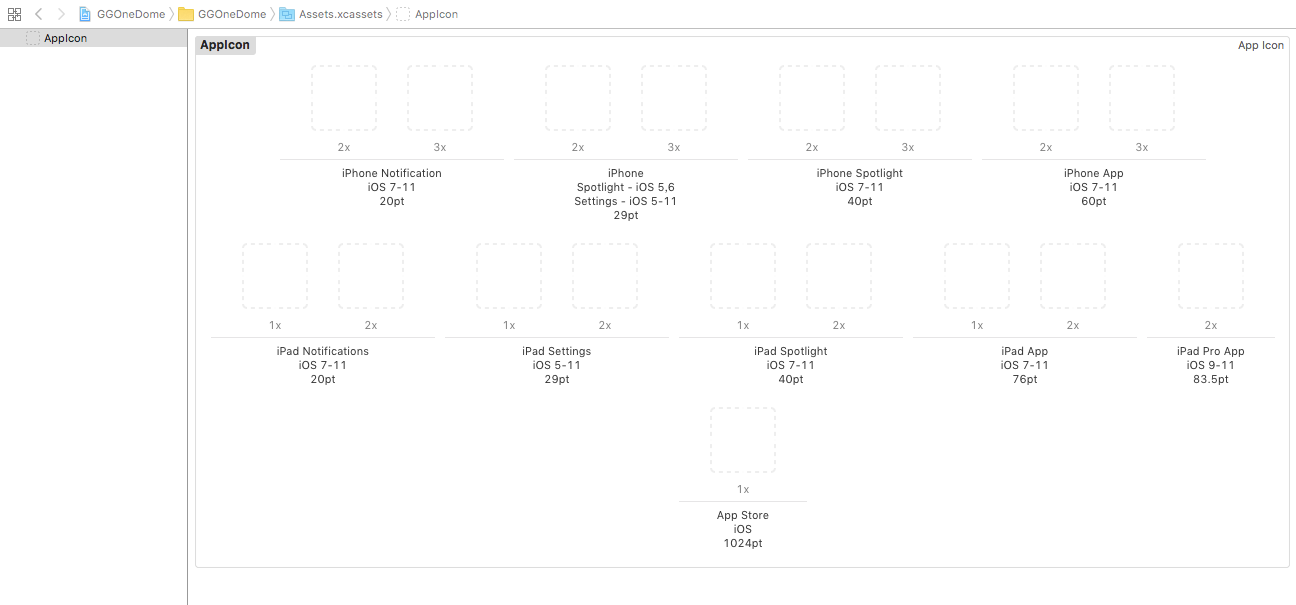 GGOneDome GGOneDome Assets.xcassets AppIcon
AppIcon
AppIcon App Icon
2x 3x 2x 3x 2x 3x 2x 3x
iPhone Notification
iOS 7-11
20pt
iPhone
Spotlight - iOS 5,6
Settings - iOS 5-11
29pt
iPhone Spotlight
iOS 7-11
40pt
iPhone App
iOS 7-11
60pt
1x 2x 1x 2x 1x 2x 1x 2x 2x
iPad Notifications
iOS 7-11
20pt
iPad Settings
iOS 5-11
29pt
iPad Spotlight
iOS 7-11
40pt
iPad App
iOS 7-11
76pt
iPad Pro App
iOS 9-11
83.5pt
1x
App Store
iOS
1024pt